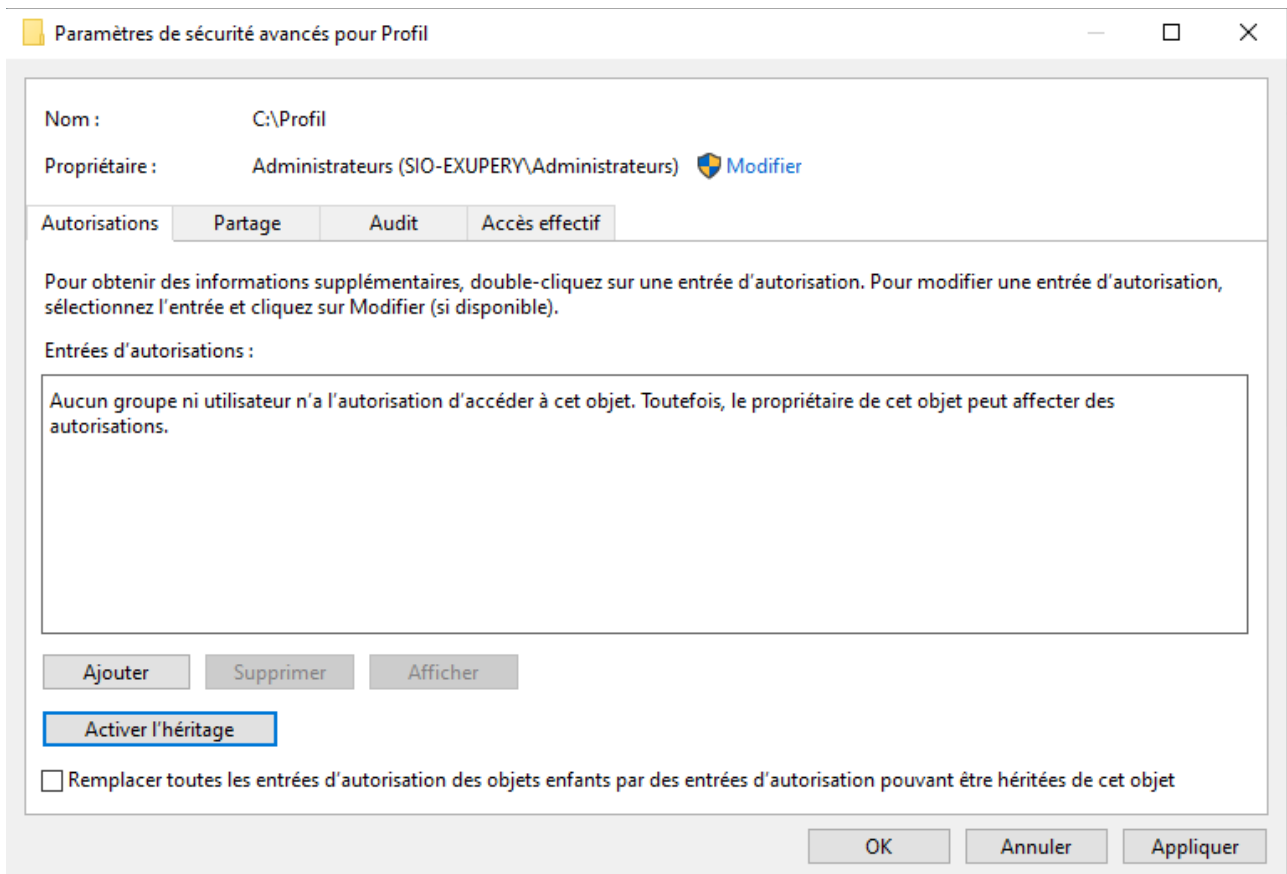 Paramètres de sécurité avancés pour Profil
Nom : C:\Profil
Propriétaire : Administrateurs (SIO-EXUPERY\Administrateurs) Modifier
Autorisations Partage Audit Accès effectif
Pour obtenir des informations supplémentaires, double-cliquez sur une entrée d'autorisation. Pour modifier une entrée d'autorisation,
sélectionnez l'entrée et cliquez sur Modifier (si disponible).
Entrées d'autorisations :
Aucun groupe ni utilisateur n'a l'autorisation d'accéder à cet objet. Toutefois, le propriétaire de cet objet peut affecter des
autorisations.
Ajouter Supprimer Afficher
Activer l'héritage
Remplacer toutes les entrées d'autorisation des objets enfants par des entrées d'autorisation pouvant être héritées de cet objet
OK Annuler Appliquer